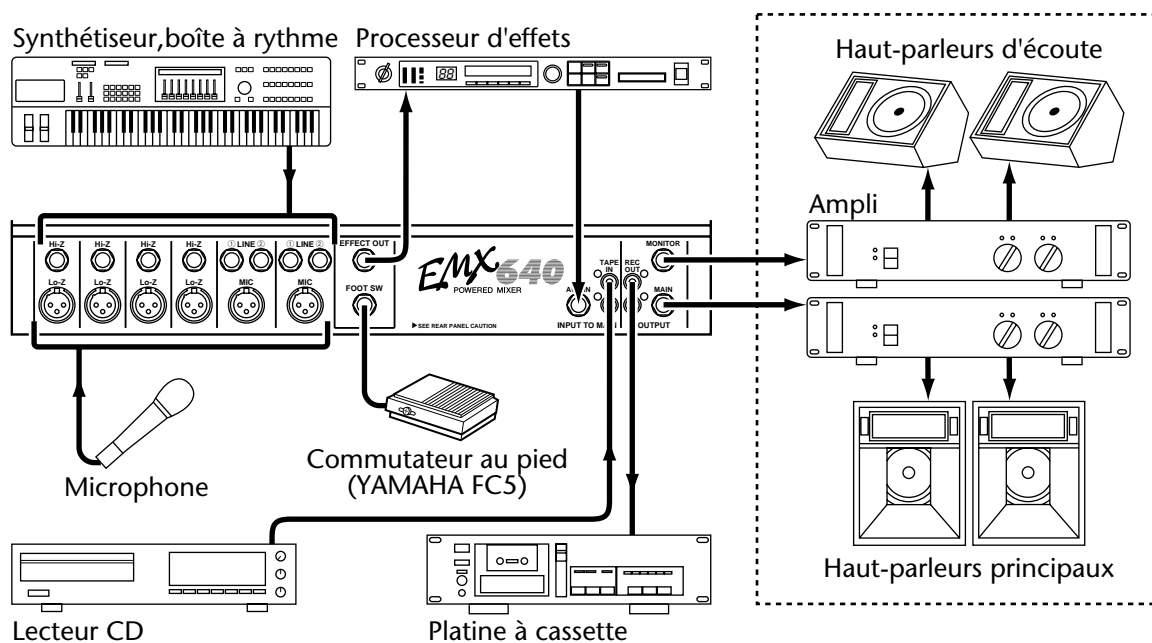 Synthétiseur,boîte à rythme
Processeur d'effets
Haut-parleurs d'écoute
Ampli
Hi-Z Hi-Z Hi-Z Hi-Z ① LINE ② ① LINE ② EFFECT OUT
Lo-Z Lo-Z Lo-Z Lo-Z MIC MIC
FOOT SW
EMX 640
POWERED MIXER
▶SEE REAR PANEL CAUTION
TAPE IN
REC OUT
MONITOR
MAIN
INPUT TO MAIN
OUTPUT
Microphone
Commutateur au pied
(YAMAHA FC5)
Haut-parleurs principaux
Lecteur CD
Platine à cassette